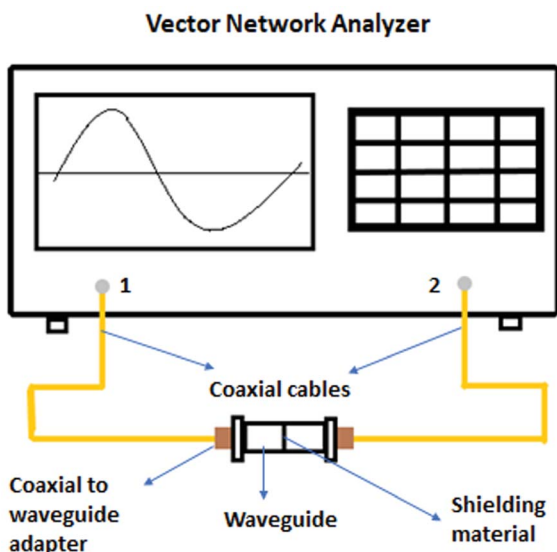 Vector Network Analyzer
1
2
Coaxial cables
Coaxial to
waveguide
adapter
Waveguide
Shielding
material